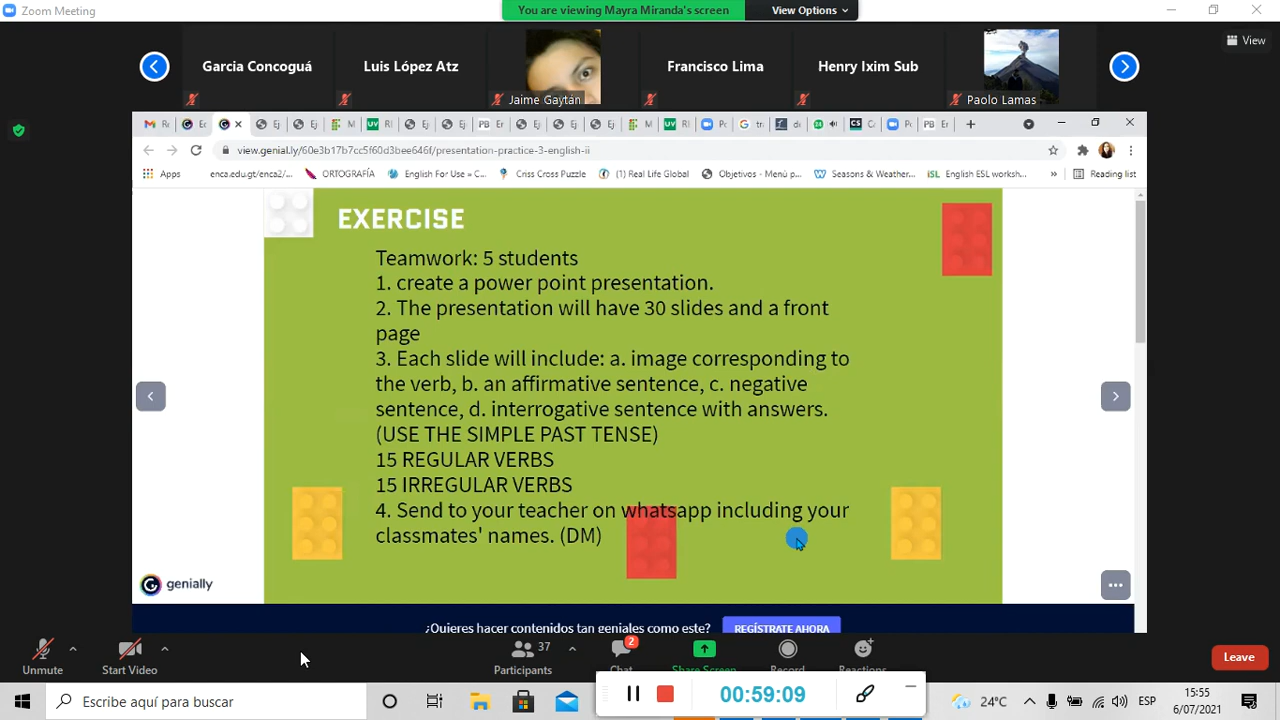 Zoom Meeting
You are viewing Mayra Miranda's screen
View Options
View
Garcia Concoguá
Luis López Atz
Jaime Gaytán
Francisco Lima
Henry Ixim Sub
Paolo Lamas
view.genial.ly/60e3b17b7cc5f60d3bee646f/presentation-practice-3-english-ii
Apps
enca.edu.gt/enca2/...
ORTOGRAFÍA
English For Use » C...
Criss Cross Puzzle
(1) Real Life Global
Objetivos - Menú p...
Seasons & Weather...
English ESL worksh...
»
Reading list
EXERCISE
Teamwork: 5 students
1. create a power point presentation.
2. The presentation will have 30 slides and a front
page
3. Each slide will include: a. image corresponding to
the verb, b. an affirmative sentence, c. negative
sentence, d. interrogative sentence with answers.
(USE THE SIMPLE PAST TENSE)
15 REGULAR VERBS
15 IRREGULAR VERBS
4. Send to your teacher on whatsapp including your
classmates' names. (DM)
genially
¿Quieres hacer contenidos tan geniales como este?
REGÍSTRATE AHORA
Unmute
Start Video
37
Participants
2
Chat
Share Screen
Record
Reactions
Leave
Escribe aquí para buscar
00:59:09
24°C
ESP
15:55
6/07/2021